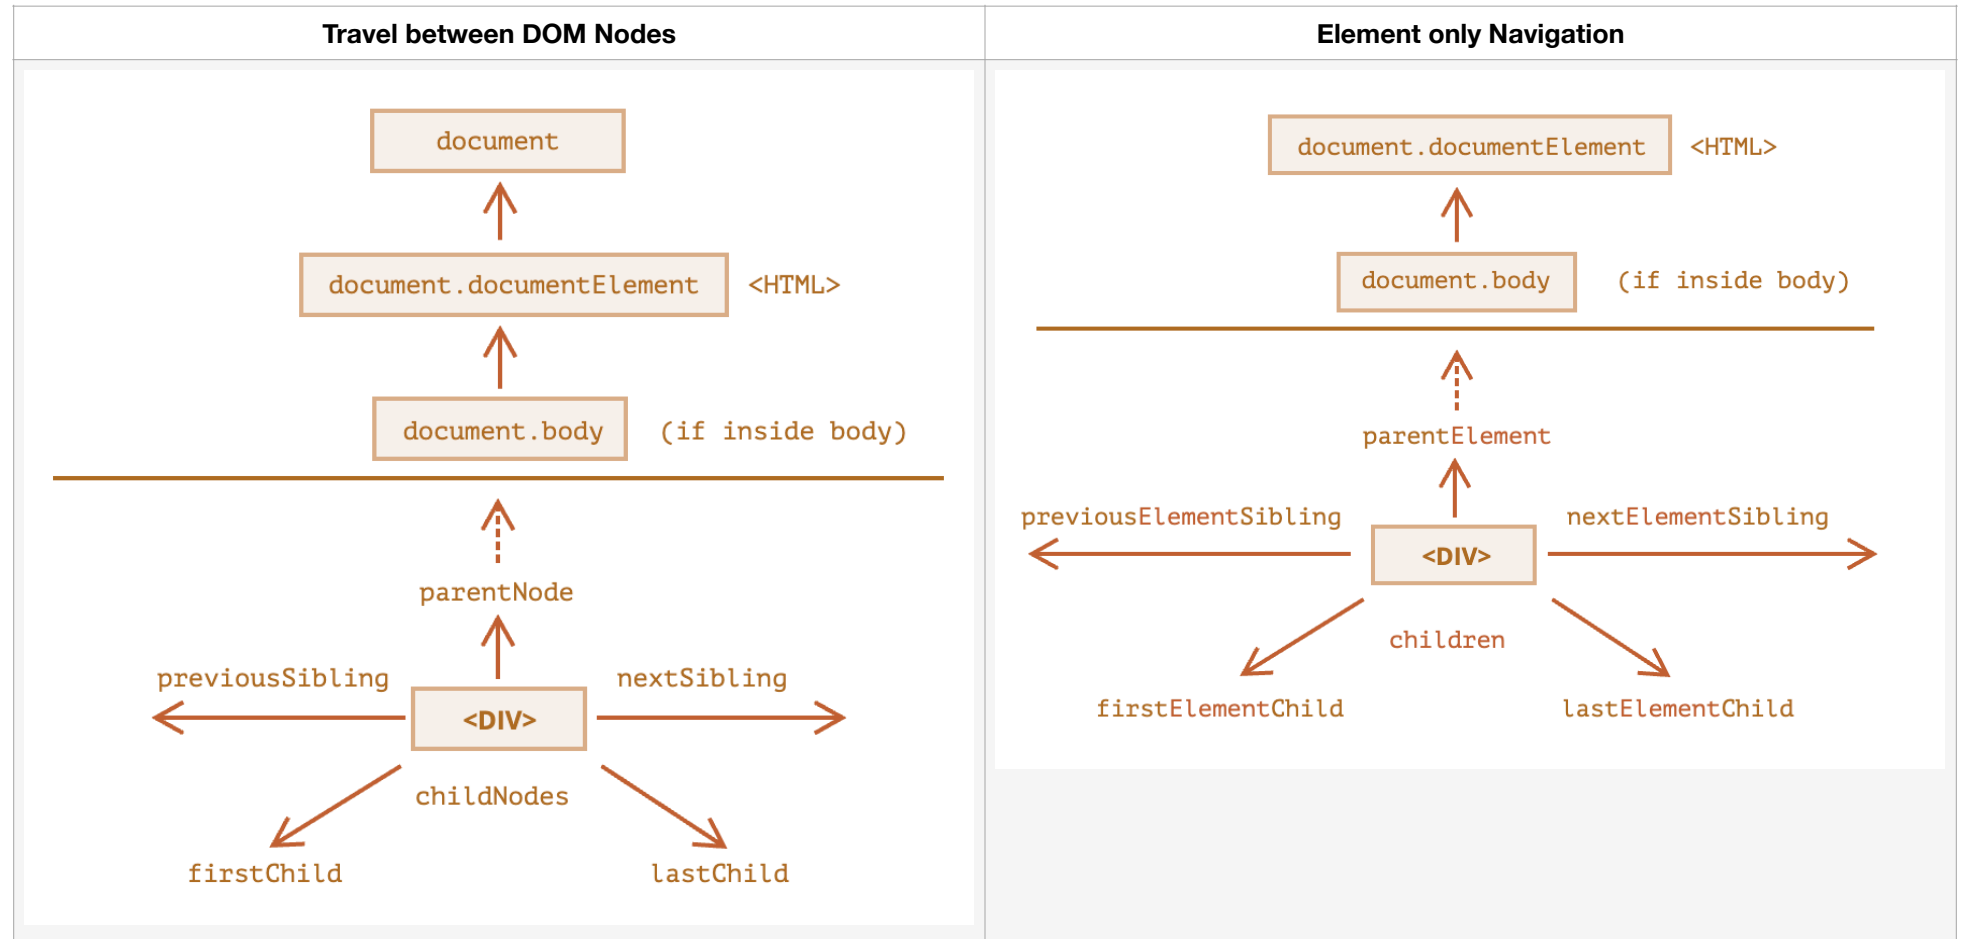 Travel between DOM Nodes
document
document.documentElement <HTML>
document.body (if inside body)
parentNode
previousSibling nextSibling
<DIV>
childNodes
firstChild lastChild
Element only Navigation
document.documentElement <HTML>
document.body (if inside body)
parentElement
previousElementSibling nextElementSibling
<DIV>
children
firstElementChild lastElementChild